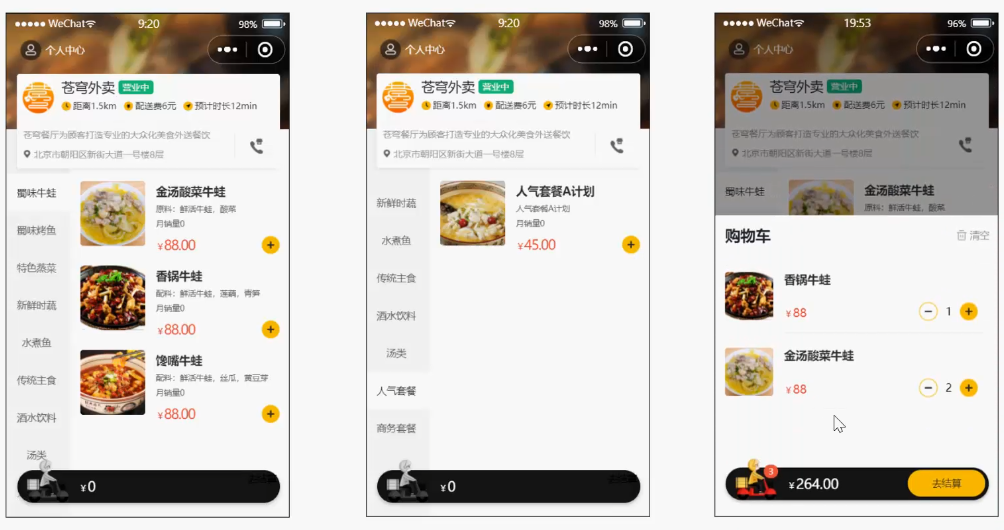 WeChat 9:20 98%
个人中心
苍穹外卖 营业中
距离1.5km 配送费6元 预计时长12min
苍穹餐厅为顾客打造专业的大众化美食外送餐饮
北京市朝阳区新街大道一号楼8层
蜀味牛蛙
蜀味烤鱼
特色蒸菜
新鲜时蔬
水煮鱼
传统主食
酒水饮料
汤类
金汤酸菜牛蛙
原料：鲜活牛蛙，酸菜
月销量0
¥88.00
香锅牛蛙
配料：鲜活牛蛙，莲藕，青笋
月销量0
¥88.00
馋嘴牛蛙
配料：鲜活牛蛙，丝瓜，黄豆芽
月销量0
¥88.00
¥0
WeChat 9:20 98%
个人中心
苍穹外卖 营业中
距离1.5km 配送费6元 预计时长12min
苍穹餐厅为顾客打造专业的大众化美食外送餐饮
北京市朝阳区新街大道一号楼8层
新鲜时蔬
水煮鱼
传统主食
酒水饮料
汤类
人气套餐
商务套餐
人气套餐A计划
人气套餐A计划
月销量0
¥45.00
¥0
WeChat 19:53 96%
个人中心
苍穹外卖 营业中
距离1.5km 配送费6元 预计时长12min
苍穹餐厅为顾客打造专业的大众化美食外送餐饮
北京市朝阳区新街大道一号楼8层
蜀味牛蛙
金汤酸菜牛蛙
原料：鲜活牛蛙，酸菜
购物车 清空
香锅牛蛙
¥88 1
金汤酸菜牛蛙
¥88 2
3 ¥264.00 去结算